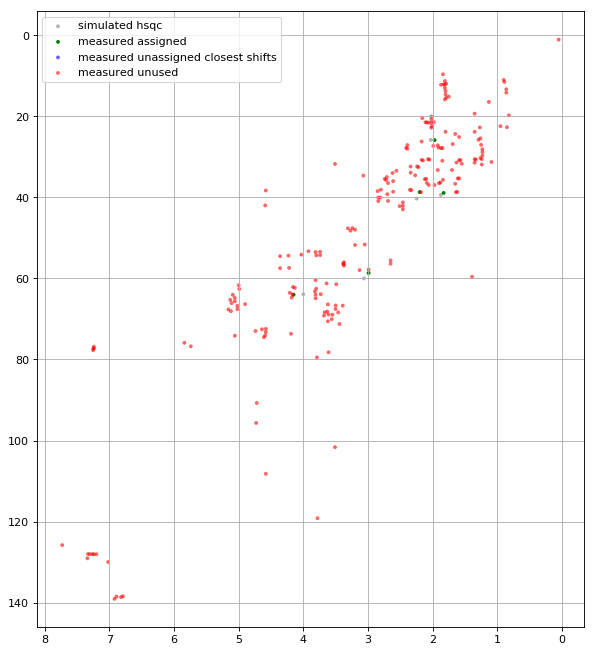 simulated hsqc
measured assigned
measured unassigned closest shifts
measured unused
0
20
40
60
80
100
120
140
8 7 6 5 4 3 2 1 0